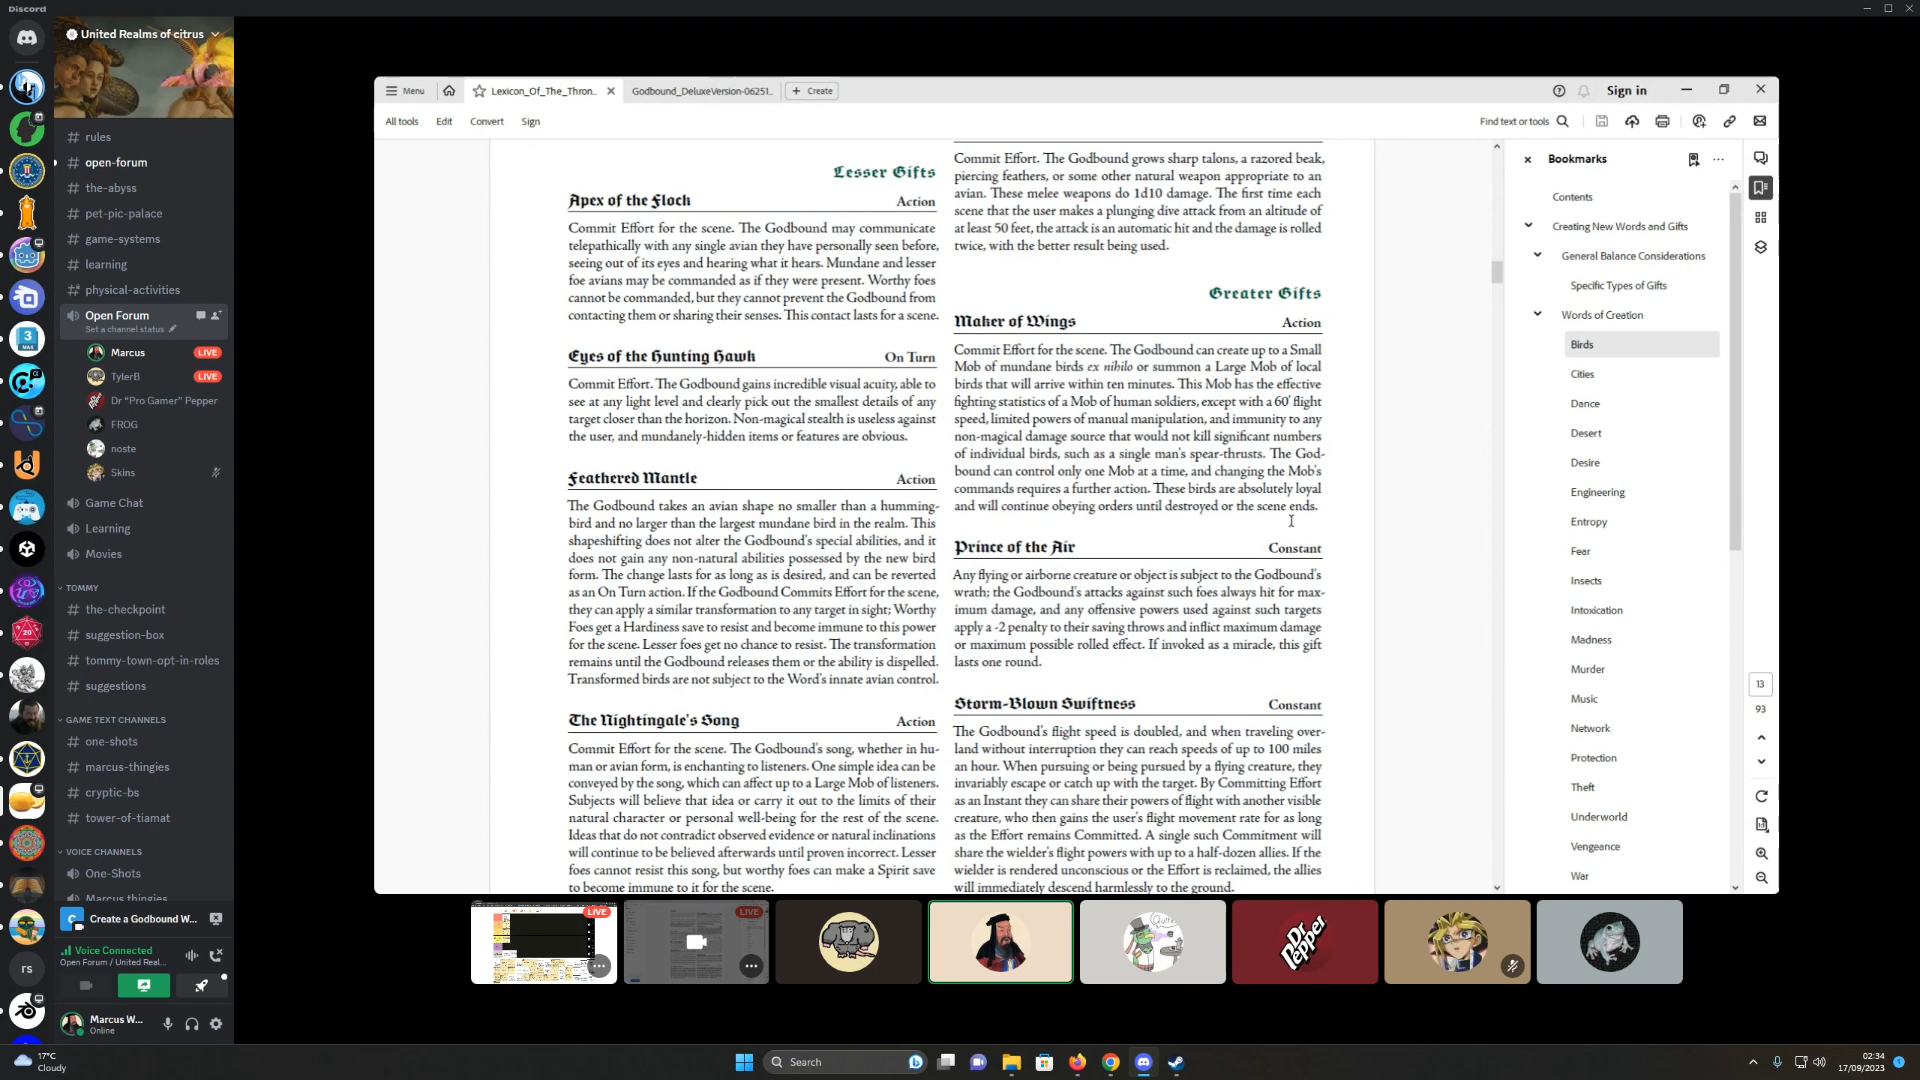 Discord
United Realms of citrus
rules
open-forum
the-abyss
pet-pic-palace
game-systems
learning
physical-activities
Open Forum
Set a channel status
Marcus LIVE
TylerB LIVE
Dr "Pro Gamer" Pepper
FROG
noste
Skins
Game Chat
Learning
Movies
TOMMY
the-checkpoint
suggestion-box
tommy-town-opt-in-roles
suggestions
GAME TEXT CHANNELS
one-shots
marcus-thingies
cryptic-bs
tower-of-tiamat
VOICE CHANNELS
One-Shots
Marcus thingies
Create a Godbound W...
Voice Connected
Open Forum / United Real...
rs
Marcus W...
Online
Menu
Lexicon_Of_The_Thron...
Godbound_DeluxeVersion-06251...
+ Create
Sign in
All tools Edit Convert Sign
Find text or tools
Lesser Gifts
Apex of the Flock Action
Commit Effort for the scene. The Godbound may communicate
telepathically with any single avian they have personally seen before,
seeing out of its eyes and hearing what it hears. Mundane and lesser
foe avians may be commanded as if they were present. Worthy foes
cannot be commanded, but they cannot prevent the Godbound from
contacting them or sharing their senses. This contact lasts for a scene.
Eyes of the Hunting Hawk On Turn
Commit Effort. The Godbound gains incredible visual acuity, able to
see at any light level and clearly pick out the smallest details of any
target closer than the horizon. Non-magical stealth is useless against
the user, and mundanely-hidden items or features are obvious.
Feathered Mantle Action
The Godbound takes an avian shape no smaller than a humming-
bird and no larger than the largest mundane bird in the realm. This
shapeshifting does not alter the Godbound's special abilities, and it
does not gain any non-natural abilities possessed by the new bird
form. The change lasts for as long as is desired, and can be reverted
as an On Turn action. If the Godbound Commits Effort for the scene,
they can apply a similar transformation to any target in sight; Worthy
Foes get a Hardiness save to resist and become immune to this power
for the scene. Lesser foes get no chance to resist. The transformation
remains until the Godbound releases them or the ability is dispelled.
Transformed birds are not subject to the Word's innate avian control.
The Nightingale's Song Action
Commit Effort for the scene. The Godbound's song, whether in hu-
man or avian form, is enchanting to listeners. One simple idea can be
conveyed by the song, which can affect up to a Large Mob of listeners.
Subjects will believe that idea or carry it out to the limits of their
natural character or personal well-being for the rest of the scene.
Ideas that do not contradict observed evidence or natural inclinations
will continue to be believed afterwards until proven incorrect. Lesser
foes cannot resist this song, but worthy foes can make a Spirit save
to become immune to it for the scene.
Commit Effort. The Godbound grows sharp talons, a razored beak,
piercing feathers, or some other natural weapon appropriate to an
avian. These melee weapons do 1d10 damage. The first time each
scene that the user makes a plunging dive attack from an altitude of
at least 50 feet, the attack is an automatic hit and the damage is rolled
twice, with the better result being used.
Greater Gifts
Maker of Wings Action
Commit Effort for the scene. The Godbound can create up to a Small
Mob of mundane birds ex nihilo or summon a Large Mob of local
birds that will arrive within ten minutes. This Mob has the effective
fighting statistics of a Mob of human soldiers, except with a 60' flight
speed, limited powers of manual manipulation, and immunity to any
non-magical damage source that would not kill significant numbers
of individual birds, such as a single man's spear-thrusts. The God-
bound can control only one Mob at a time, and changing the Mob's
commands requires a further action. These birds are absolutely loyal
and will continue obeying orders until destroyed or the scene ends.
Prince of the Air Constant
Any flying or airborne creature or object is subject to the Godbound's
wrath; the Godbound's attacks against such foes always hit for max-
imum damage, and any offensive powers used against such targets
apply a -2 penalty to their saving throws and inflict maximum damage
or maximum possible rolled effect. If invoked as a miracle, this gift
lasts one round.
Storm-Blown Swiftness Constant
The Godbound's flight speed is doubled, and when traveling over-
land without interruption they can reach speeds of up to 100 miles
an hour. When pursuing or being pursued by a flying creature, they
invariably escape or catch up with the target. By Committing Effort
as an Instant they can share their powers of flight with another visible
creature, who then gains the user's flight movement rate for as long
as the Effort remains Committed. A single such Commitment will
share the wielder's flight powers with up to a half-dozen allies. If the
wielder is rendered unconscious or the Effort is reclaimed, the allies
will immediately descend harmlessly to the ground.
Bookmarks
Contents
Creating New Words and Gifts
General Balance Considerations
Specific Types of Gifts
Words of Creation
Birds
Cities
Dance
Desert
Desire
Engineering
Entropy
Fear
Insects
Intoxication
Madness
Murder
Music
Network
Protection
Theft
Underworld
Vengeance
War
13
93
LIVE
LIVE
Quite
Dr Pepper
17°C
Cloudy
Search
02:34
17/09/2023